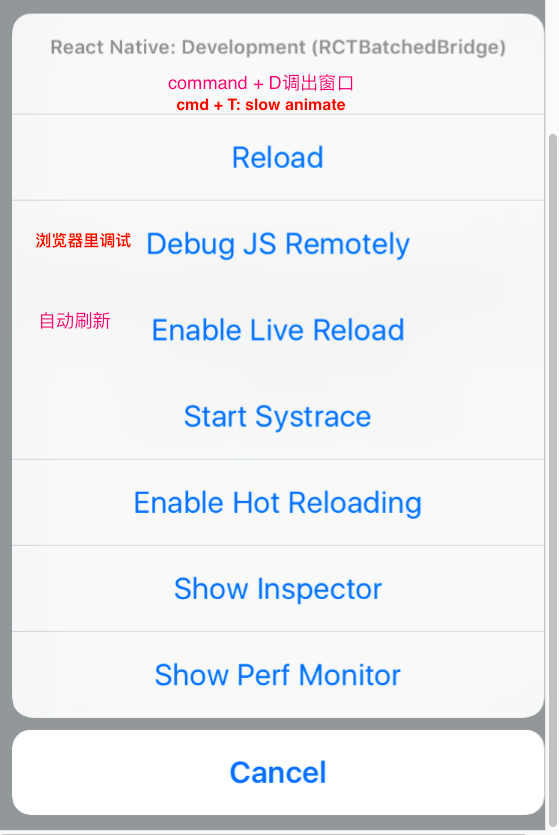 React Native: Development (RCTBatchedBridge)
command + D调出窗口
cmd + T: slow animate
Reload
浏览器里调试 Debug JS Remotely
自动刷新 Enable Live Reload
Start Systrace
Enable Hot Reloading
Show Inspector
Show Perf Monitor
Cancel